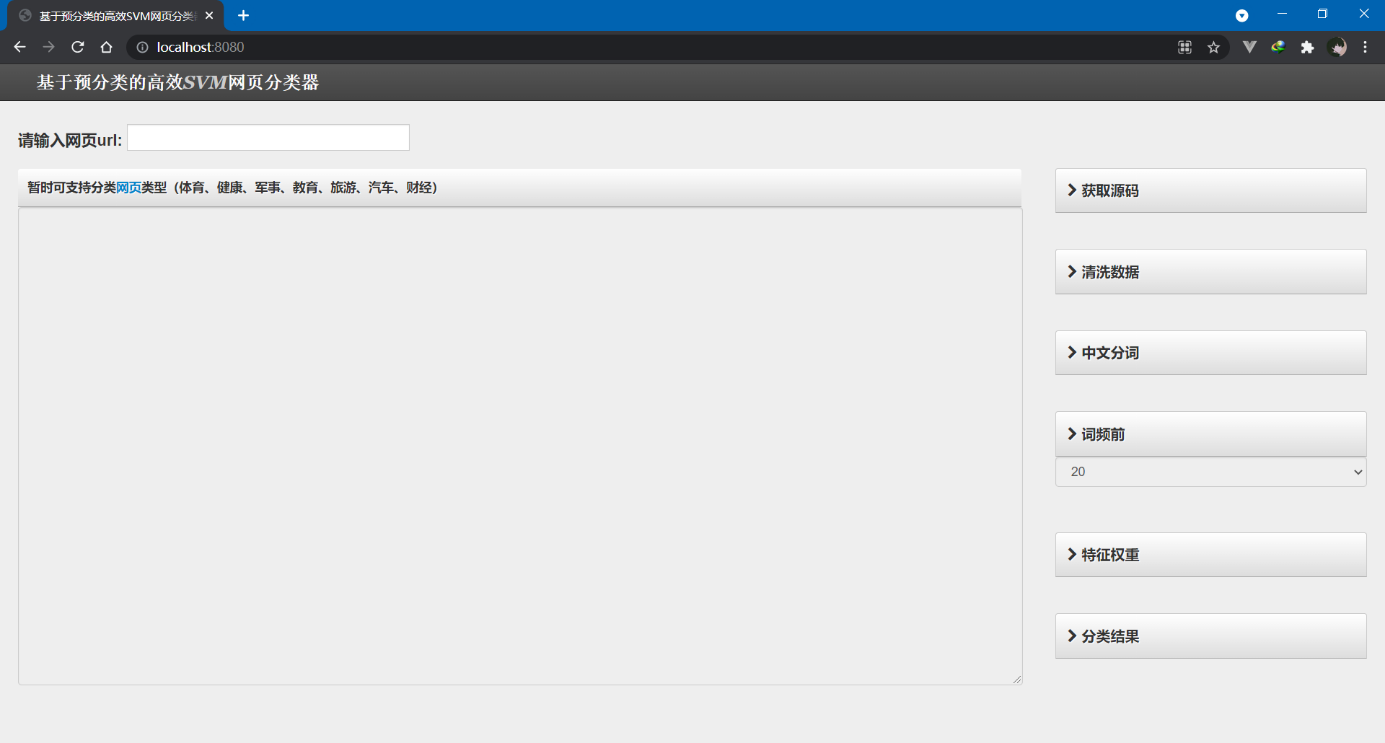 基于预分类的高效SVM网页分类
localhost:8080
基于预分类的高效SVM网页分类器
请输入网页url:
暂时可支持分类网页类型（体育、健康、军事、教育、旅游、汽车、财经）
获取源码
清洗数据
中文分词
词频前
20
特征权重
分类结果